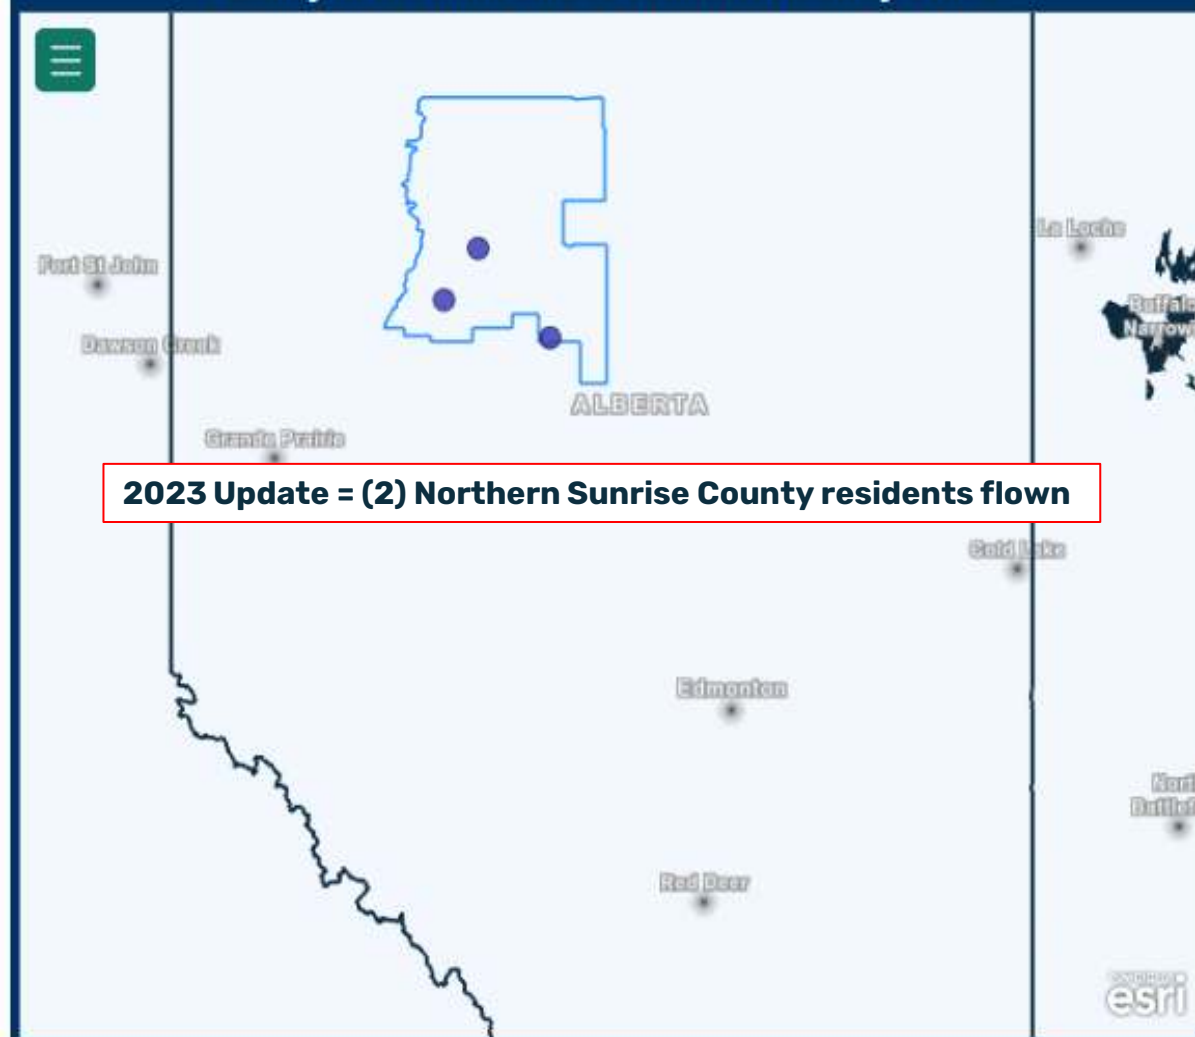 Fort St John
La Loche
Dawson Creek
Narrow
ALBERTA
Grande Prairie
2023 Update = (2) Northern Sunrise County residents flown
Cold Lake
Edmonton
Red Deer
esri